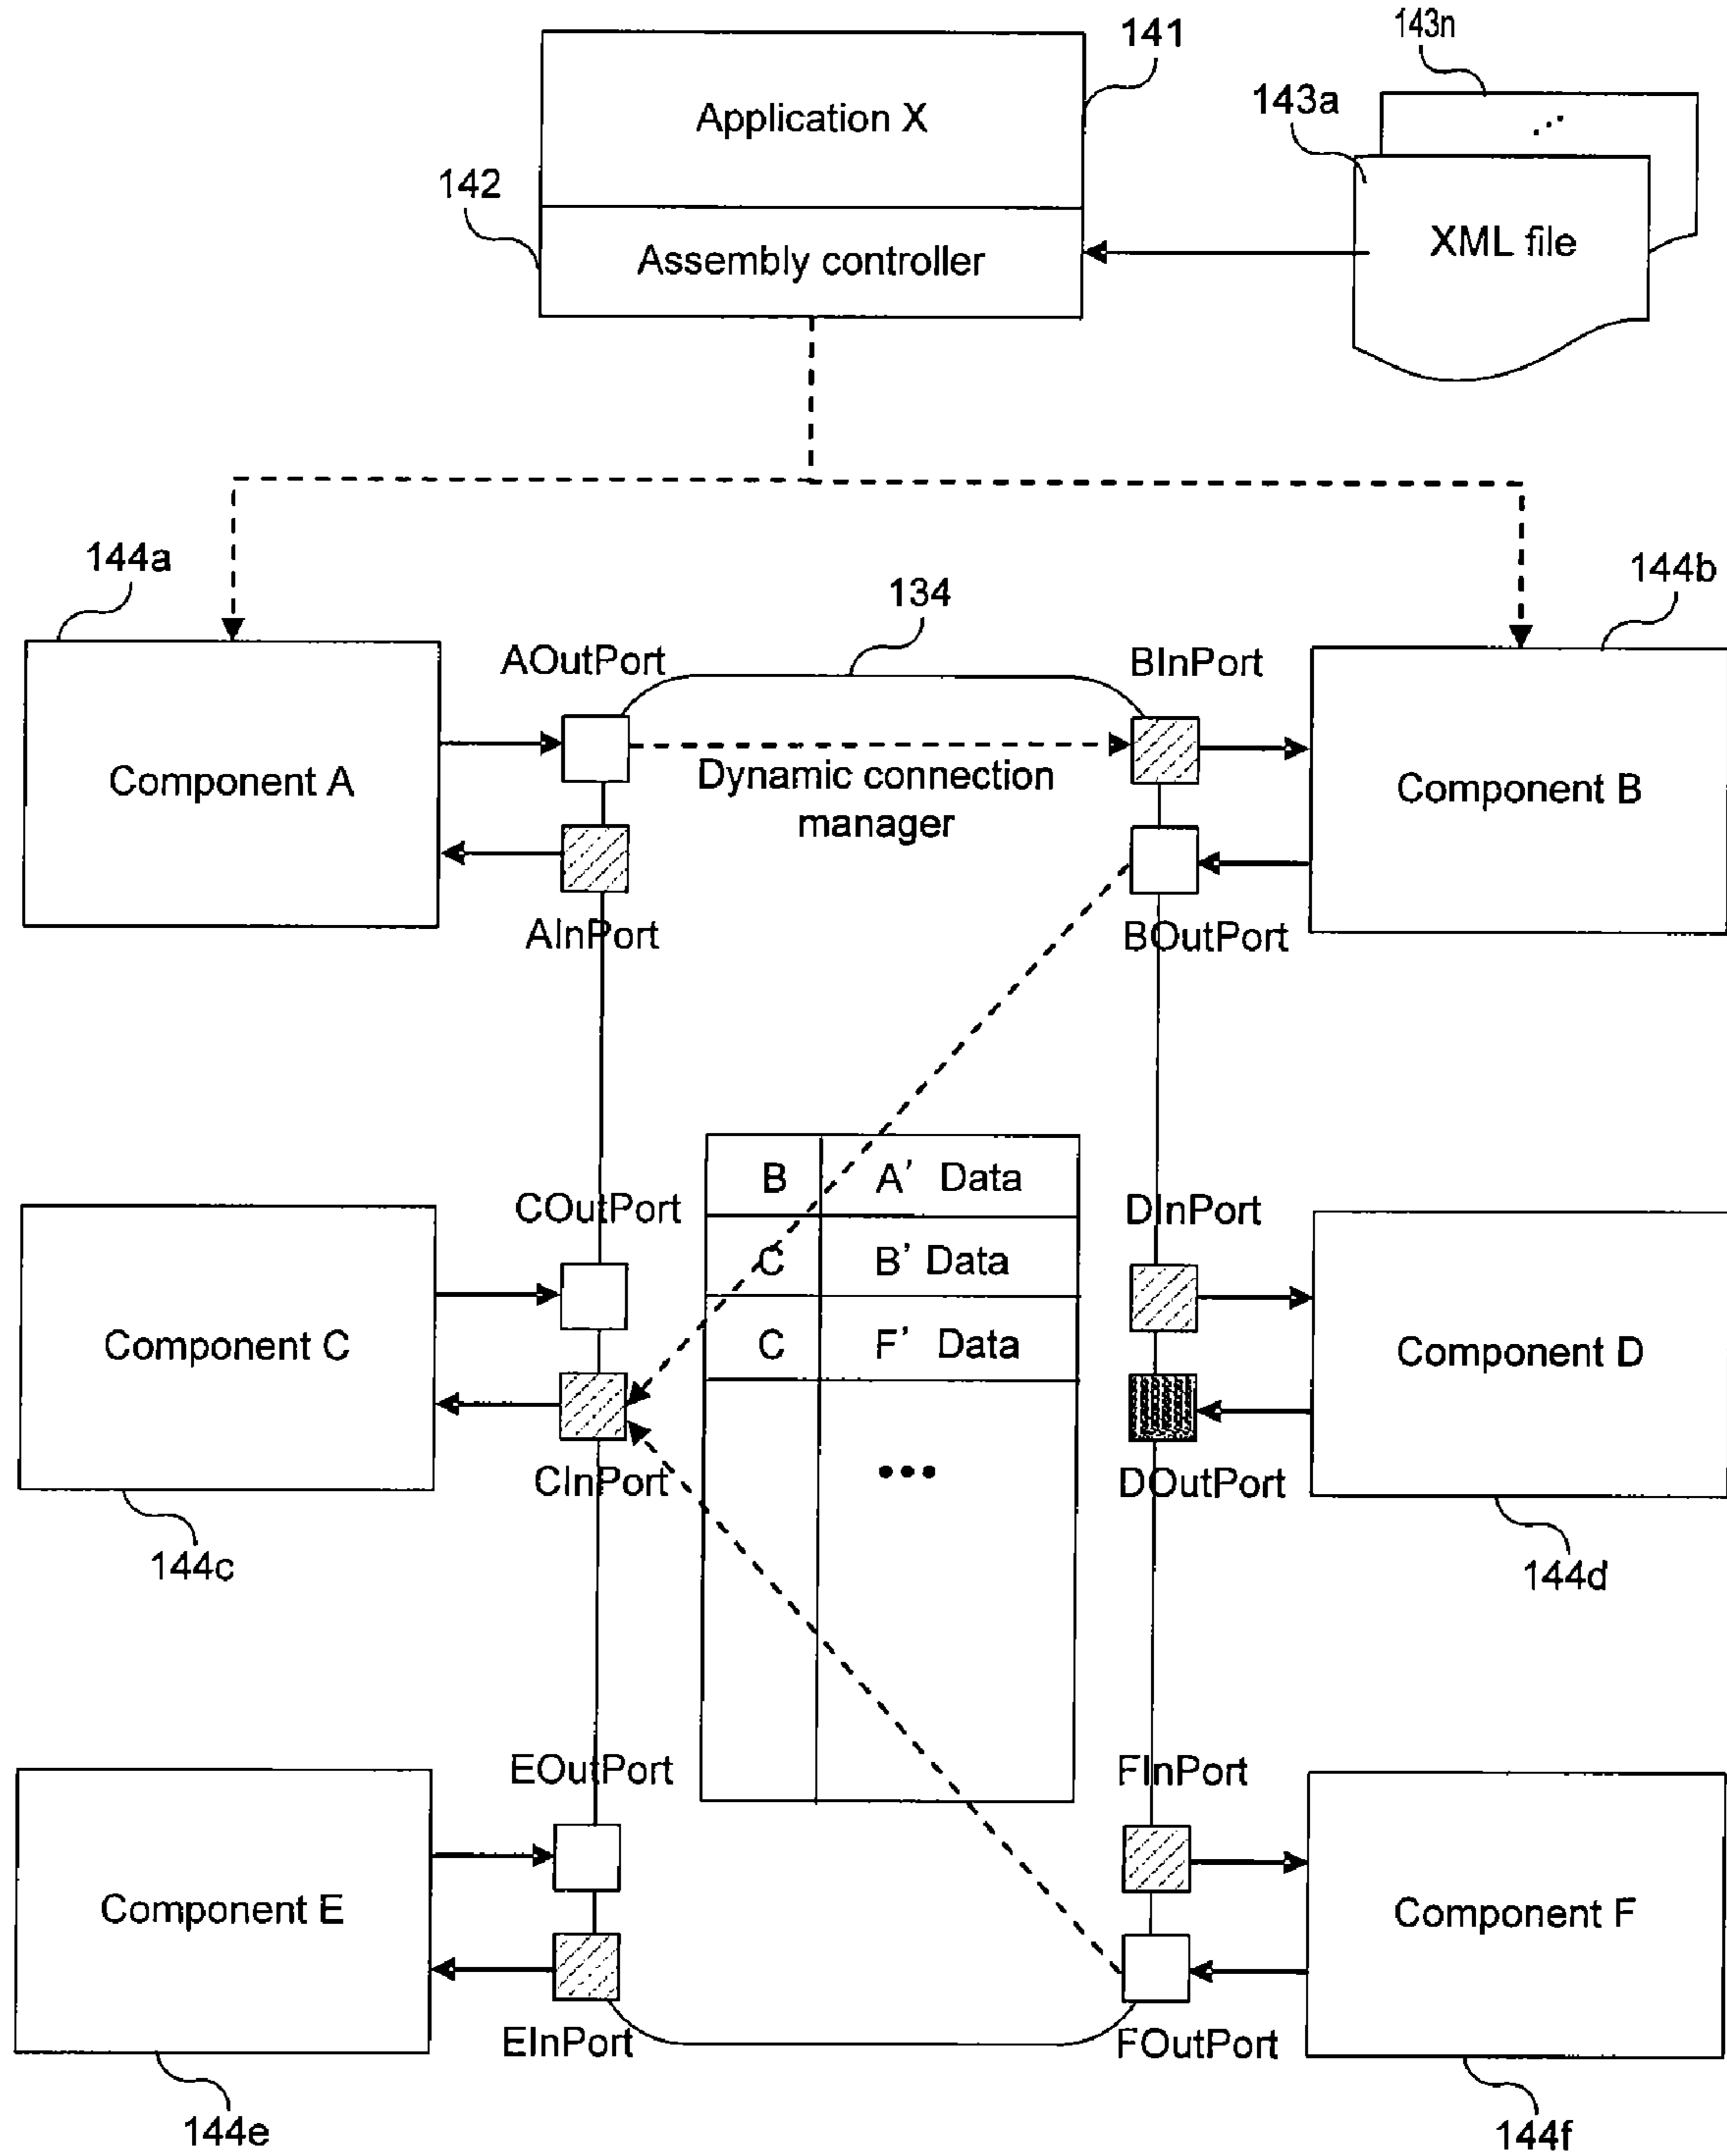 143n
141
143a
Application X
142
XML file
Assembly controller
144a
134
144b
AOutPort
BInPort
Component A
Dynamic connection
manager
Component B
AInPort
BOutPort
B A' Data
COutPort
DInPort
C B' Data
Component C
C F' Data
Component D
CInPort
•••
DOutPort
144c
144d
EOutPort
FInPort
Component E
Component F
EInPort
FOutPort
144e
144f